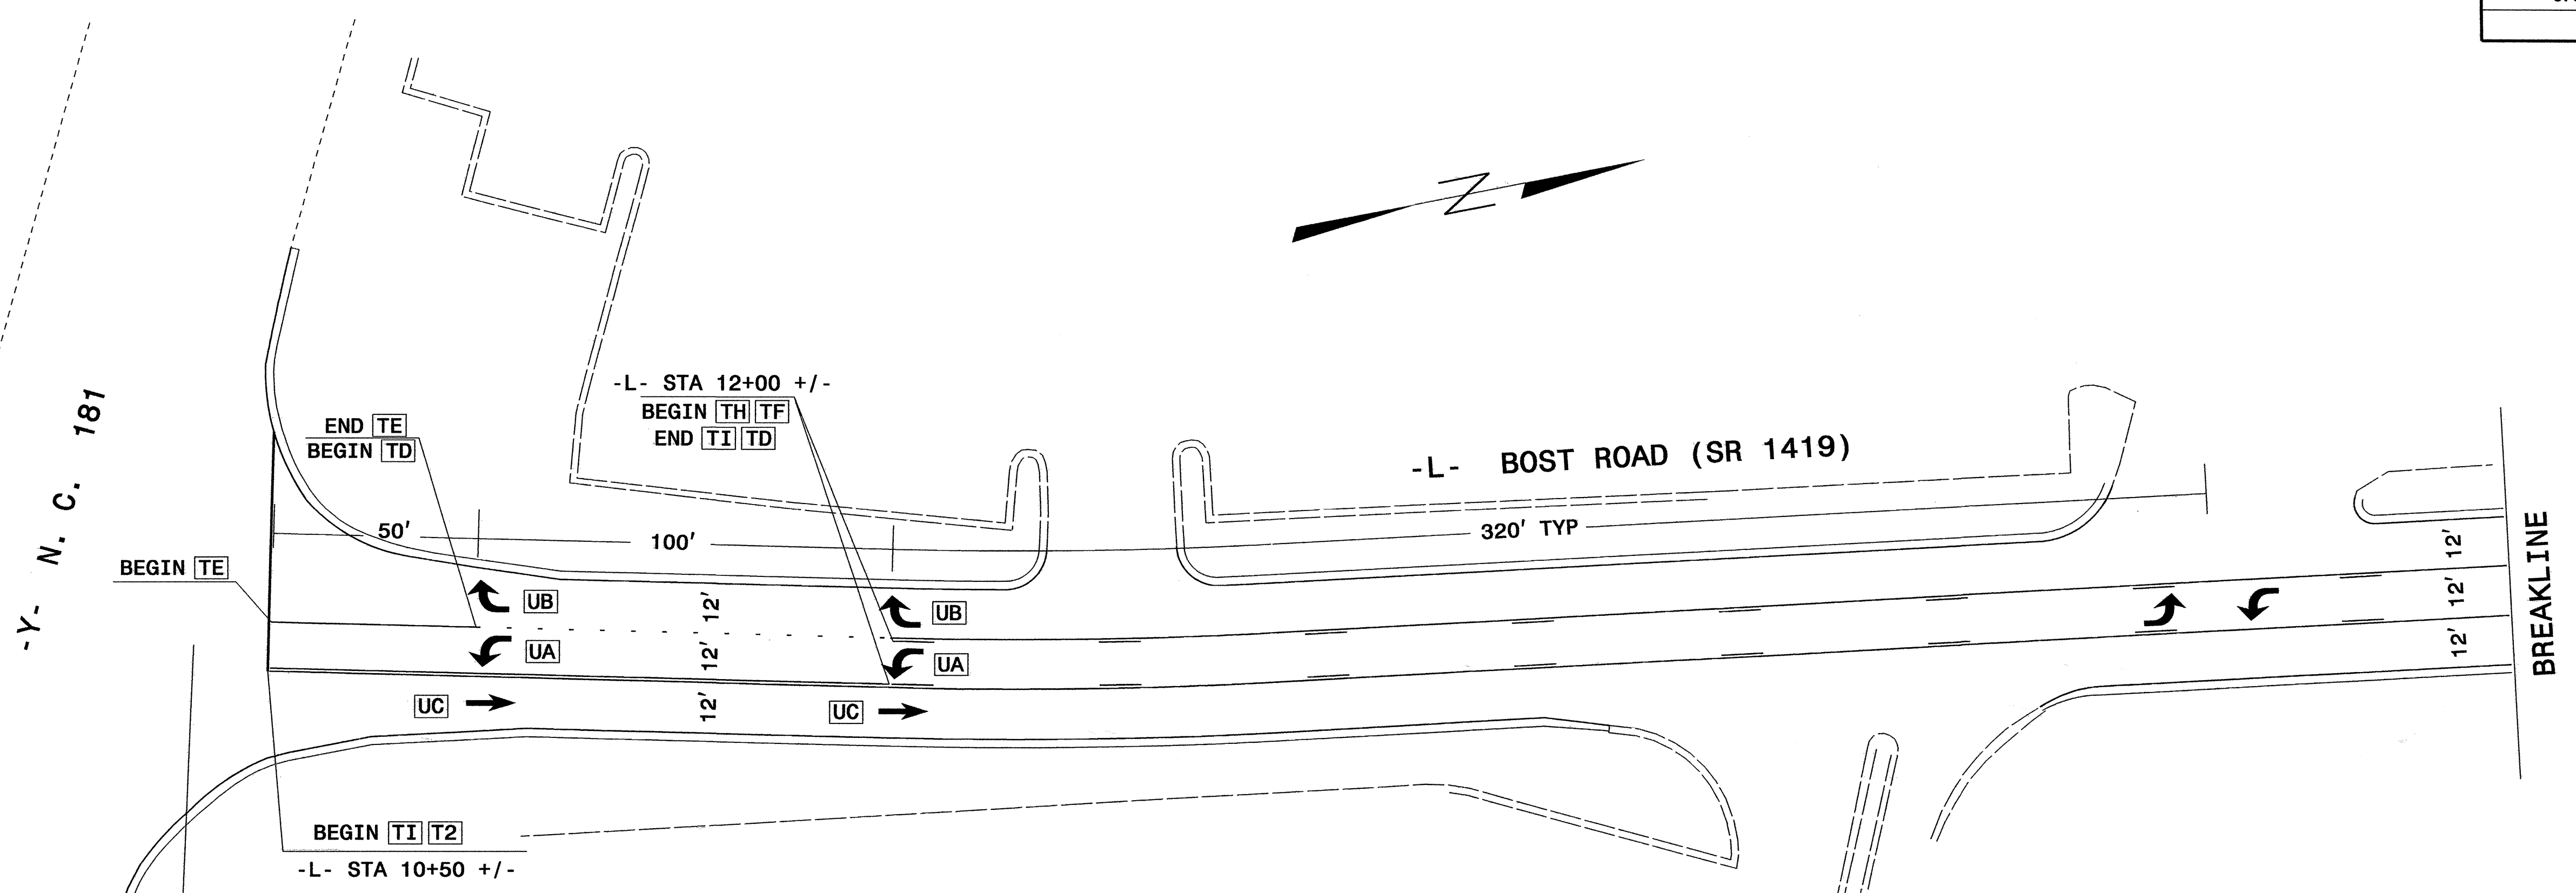 -Y- N. C. 181
-L- STA 12+00 +/-
BEGIN TH TF
END TI TD
END TE
BEGIN TD
N
-L- BOST ROAD (SR 1419)
50'
100'
320' TYP
BEGIN TE
UB
12'
UB
UA
12'
UA
UC
12'
UC
12'
12'
12'
BREAKLINE
BEGIN TI T2
-L- STA 10+50 +/-